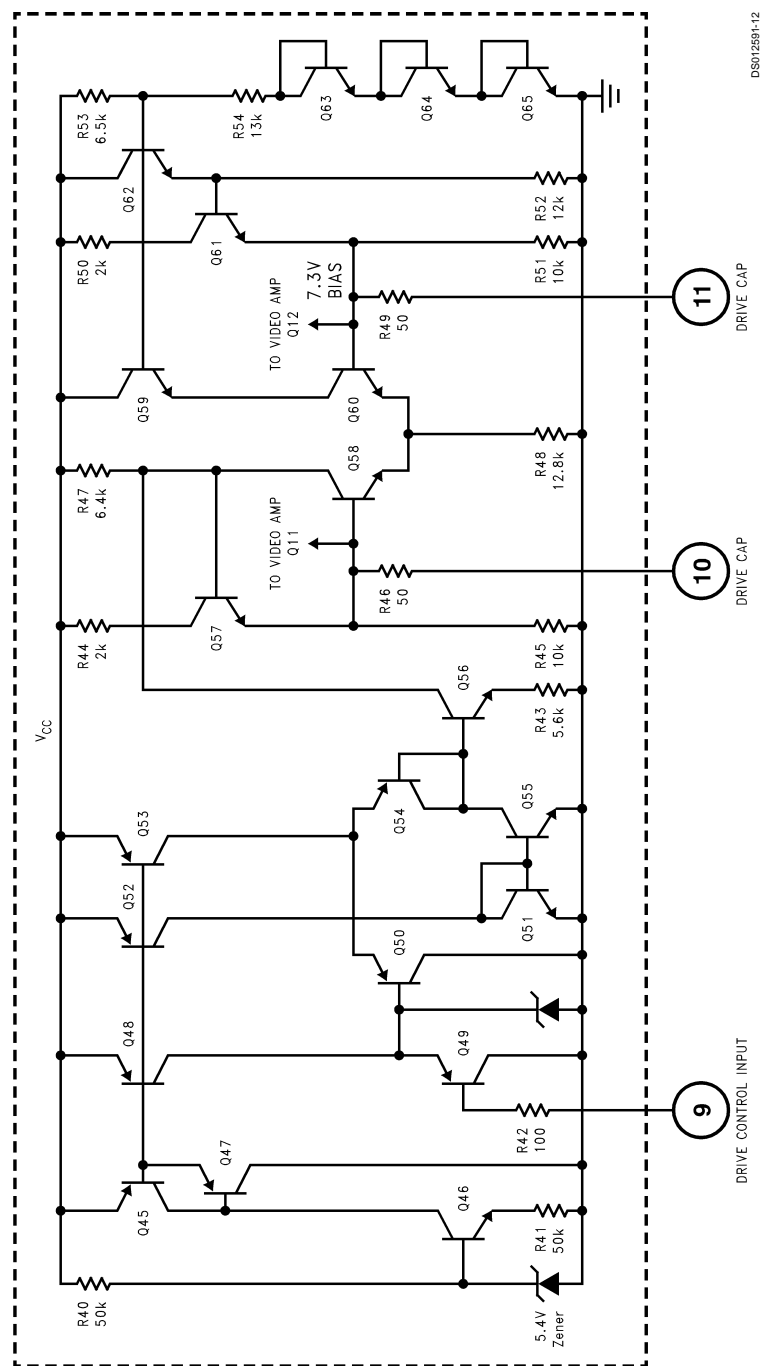 DS012591-12
R53
6.5k
R54
13k
Q63
Q64
Q65
Q62
R52
12k
R50
2k
Q61
7.3V
BIAS
R51
10k
TO VIDEO AMP
Q12
R49
50
11
DRIVE CAP
Q59
Q60
R47
6.4k
Q58
R48
12.8k
TO VIDEO AMP
Q11
R46
50
10
DRIVE CAP
R44
2k
Q57
R45
10k
Q56
R43
5.6k
VCC
Q53
Q54
Q55
Q52
Q50
Q51
Q48
Q49
R42
100
9
DRIVE CONTROL INPUT
Q47
Q45
Q46
R41
50k
R40
50k
5.4V
Zener